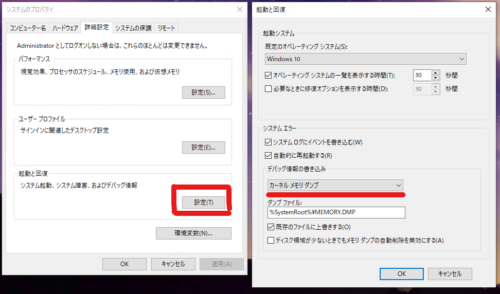 システムのプロパティ
コンピューター名
ハードウェア
詳細設定
システムの保護
リモート
Administrator としてログオンしない場合は、これらのほとんどは変更できません。
パフォーマンス
視覚効果、プロセッサのスケジュール、メモリ使用、および仮想メモリ
設定(S)...
ユーザー プロファイル
サインインに関連したデスクトップ設定
設定(E)...
起動と回復
システム起動、システム障害、およびデバッグ情報
設定(T)
環境変数(N)...
OK
キャンセル
適用(A)
起動と回復
起動システム
既定のオペレーティング システム(S):
Windows 10
オペレーティング システムの一覧を表示する時間(T):
30
秒間
必要なときに修復オプションを表示する時間(D):
30
秒間
システム エラー
システム ログにイベントを書き込む(W)
自動的に再起動する(R)
デバッグ情報の書き込み
カーネル メモリ ダンプ
ダンプ ファイル:
%SystemRoot%¥MEMORY.DMP
既存のファイルに上書きする(O)
ディスク領域が少ないときでもメモリ ダンプの自動削除を無効にする(A)
OK
キャンセル